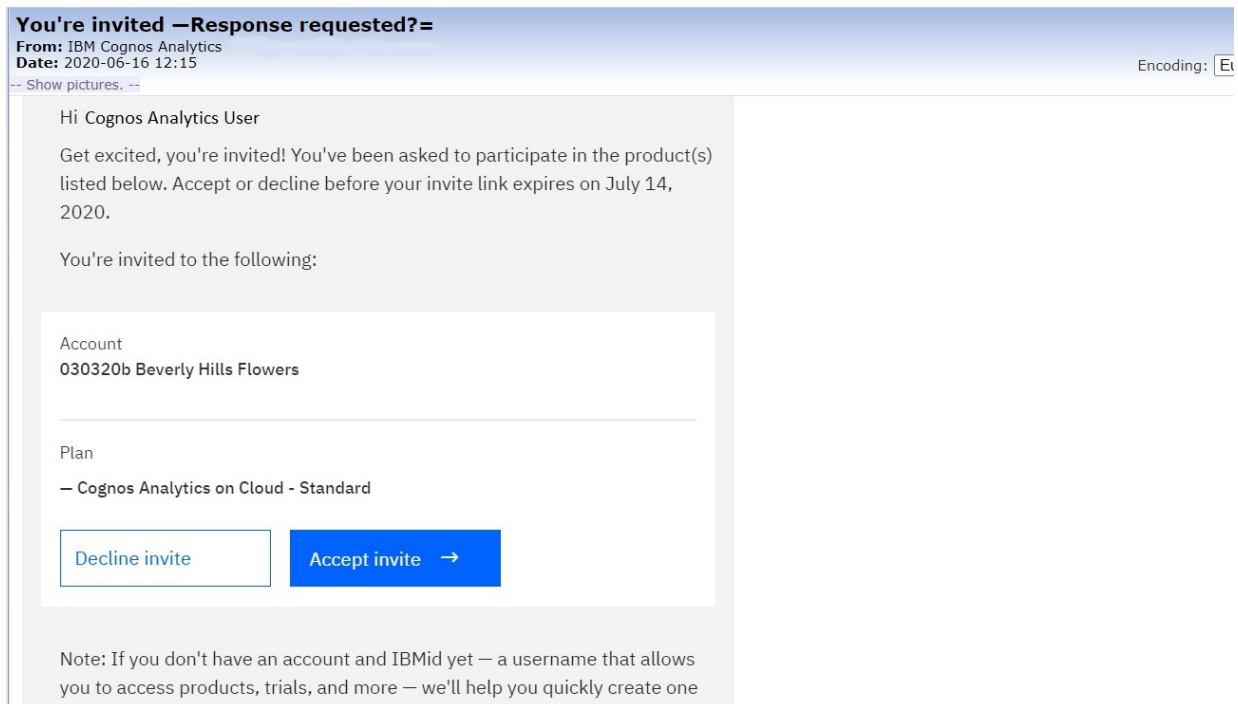 You're invited —Response requested?=
From: IBM Cognos Analytics
Date: 2020-06-16 12:15
Encoding:
-- Show pictures. --
Hi Cognos Analytics User
Get excited, you're invited! You've been asked to participate in the product(s)
listed below. Accept or decline before your invite link expires on July 14,
2020.
You're invited to the following:
Account
030320b Beverly Hills Flowers
Plan
— Cognos Analytics on Cloud - Standard
Decline invite
Accept invite →
Note: If you don't have an account and IBMid yet — a username that allows
you to access products, trials, and more — we'll help you quickly create one